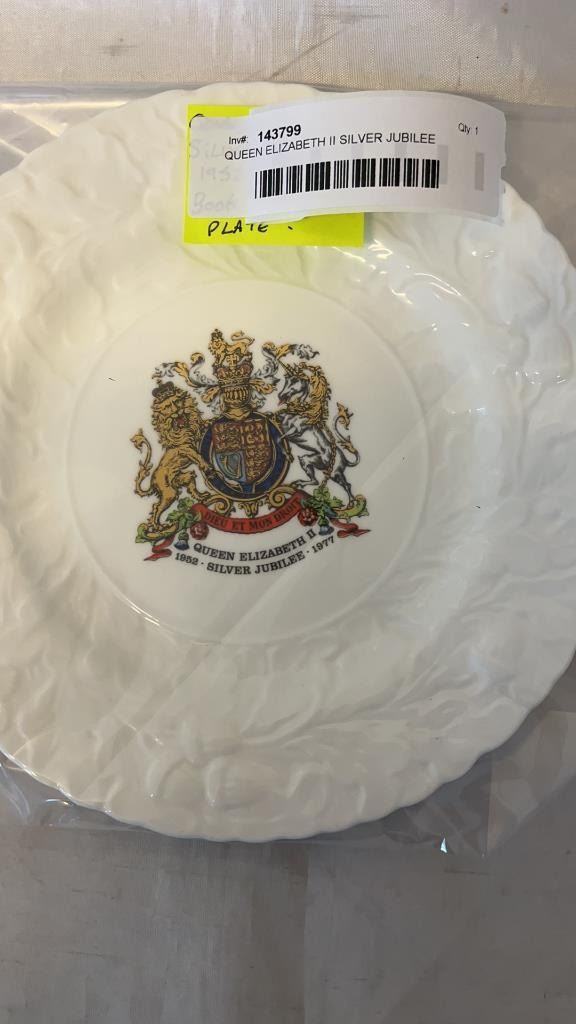 Inv#: 143799 Qty: 1
QUEEN ELIZABETH II SILVER JUBILEE
PLATE.
DIEU ET MON DROIT
QUEEN ELIZABETH II
1952 · SILVER JUBILEE · 1977